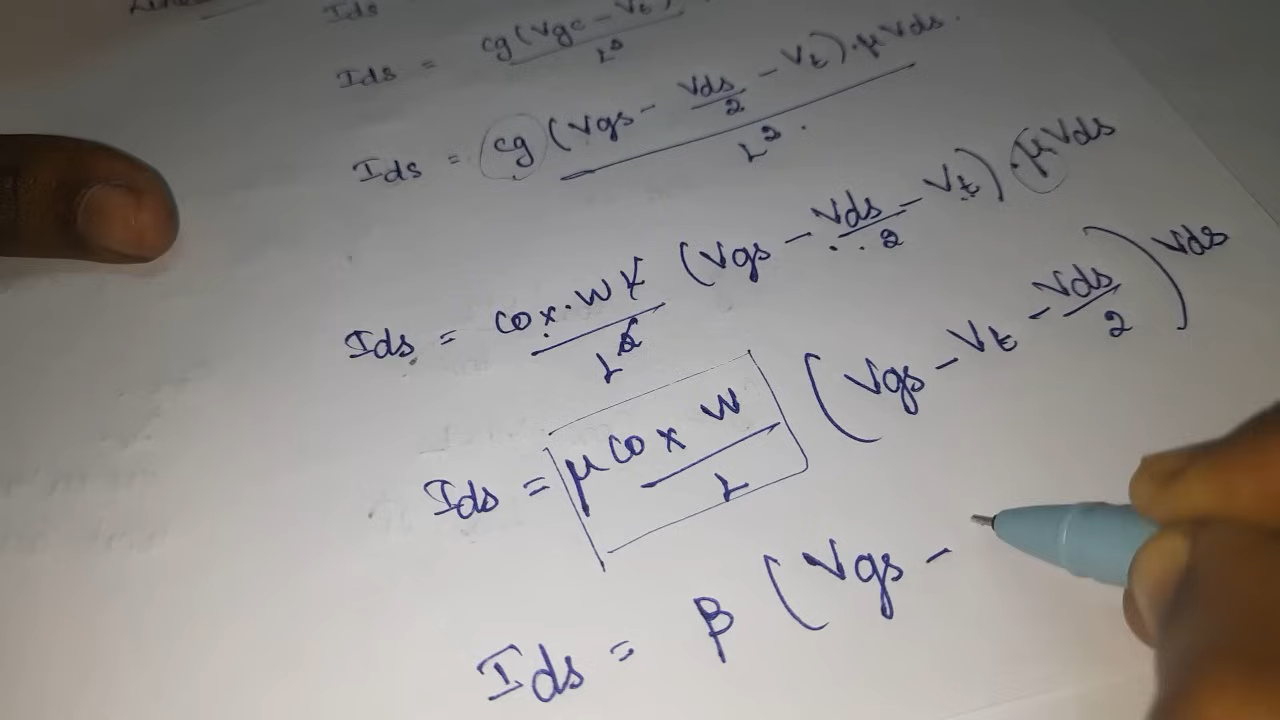 Ids
Ids = cg (Vgc - Vt) / L²
Ids = cg (Vgs - Vds/2 - Vt) . μ Vds. / L².
Ids = cox . W L / L² (Vgs - Vds/2 - Vt) . μ Vds
Ids = μ cox W / L (Vgs - Vt - Vds/2) Vds
Ids = β (Vgs -